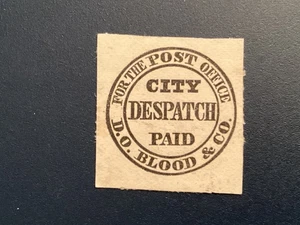 FOR THE POST OFFICE
CITY
DESPATCH
PAID
D.O. BLOOD & CO.